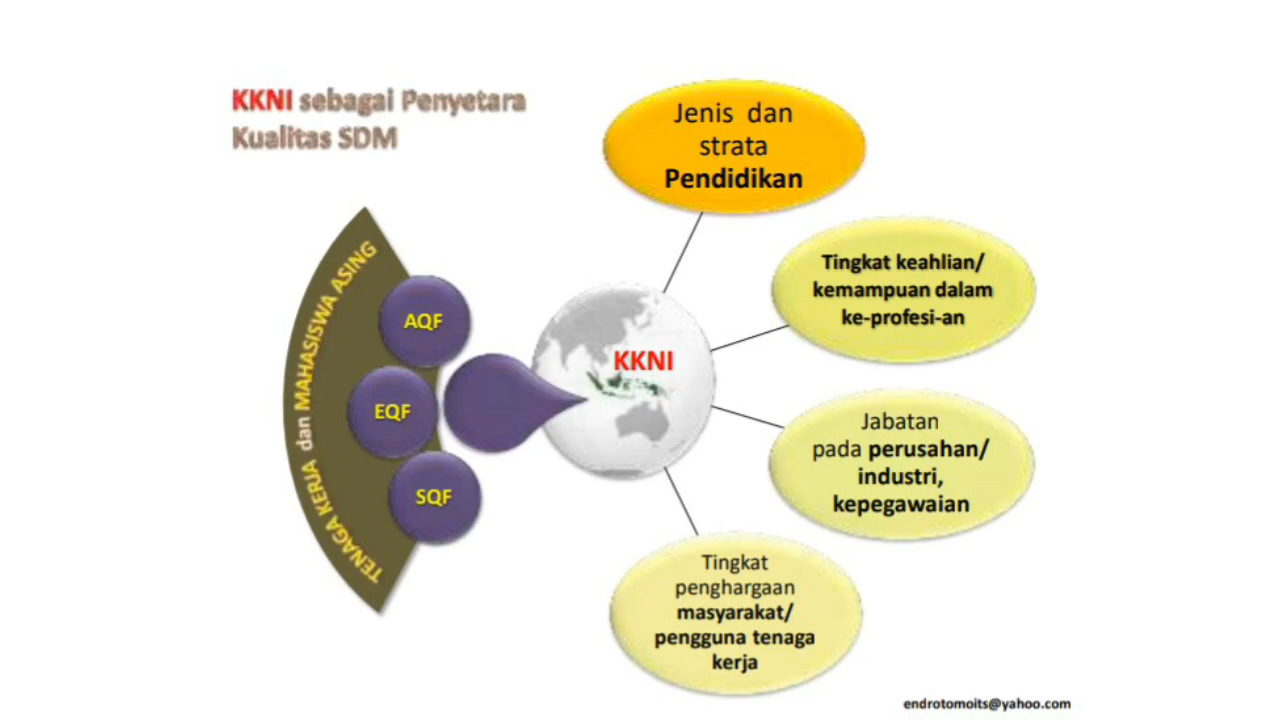 KKNI sebagai Penyetara
Kualitas SDM
TENAGA KERJA dan MAHASISWA ASING
AQF
EQF
SQF
KKNI
Jenis dan
strata
Pendidikan
Tingkat keahlian/
kemampuan dalam
ke-profesi-an
Jabatan
pada perusahan/
industri,
kepegawaian
Tingkat
penghargaan
masyarakat/
pengguna tenaga
kerja
endrotomoits@yahoo.com